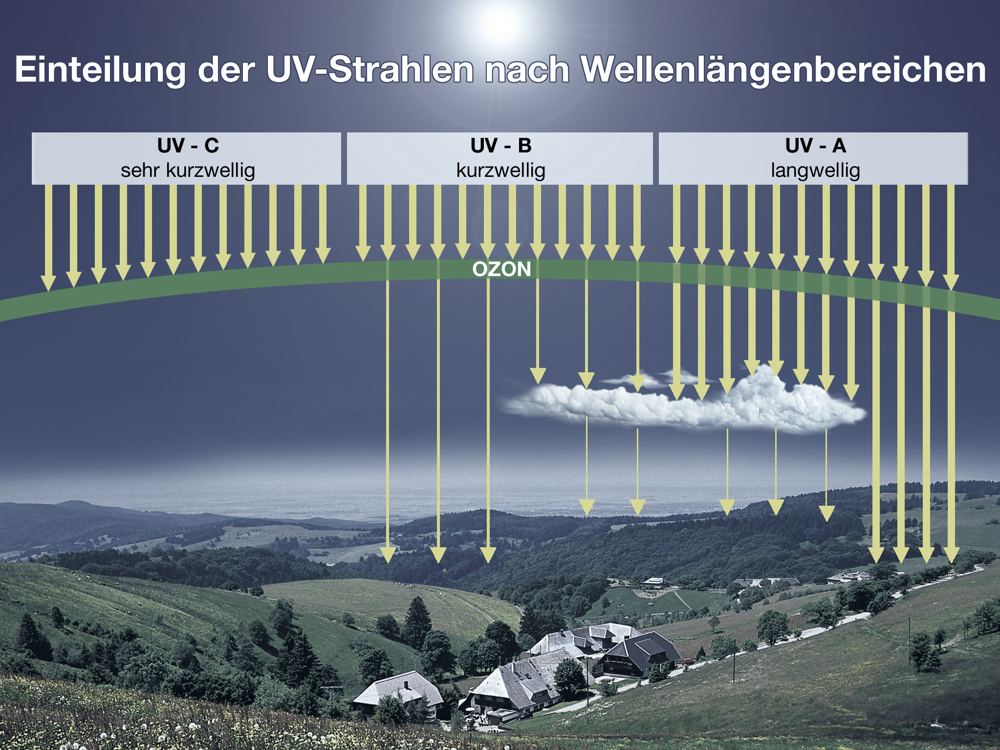 Einteilung der UV-Strahlen nach Wellenlängenbereichen
UV - C
sehr kurzwellig
UV - B
kurzwellig
UV - A
langwellig
OZON